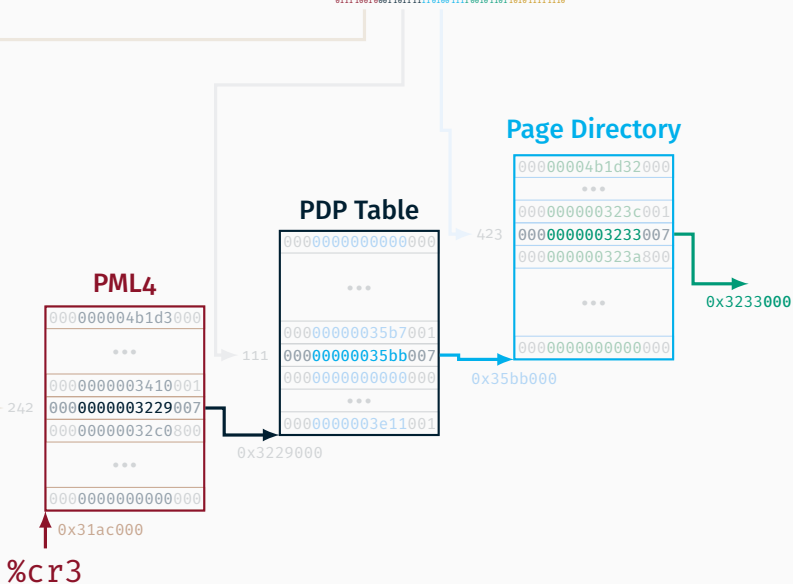 Page Directory
00000004b1d32000
...
000000000323c001
423
0000000003233007
000000000323a800
...
0000000000000000
0x3233000
PDP Table
0000000000000000
...
00000000035b7001
111
00000000035bb007
0000000000000000
...
0000000003e11001
0x35bb000
PML4
000000004b1d3000
...
0000000003410001
242
0000000003229007
00000000032c0800
...
0000000000000000
0x3229000
0x31ac000
%cr3